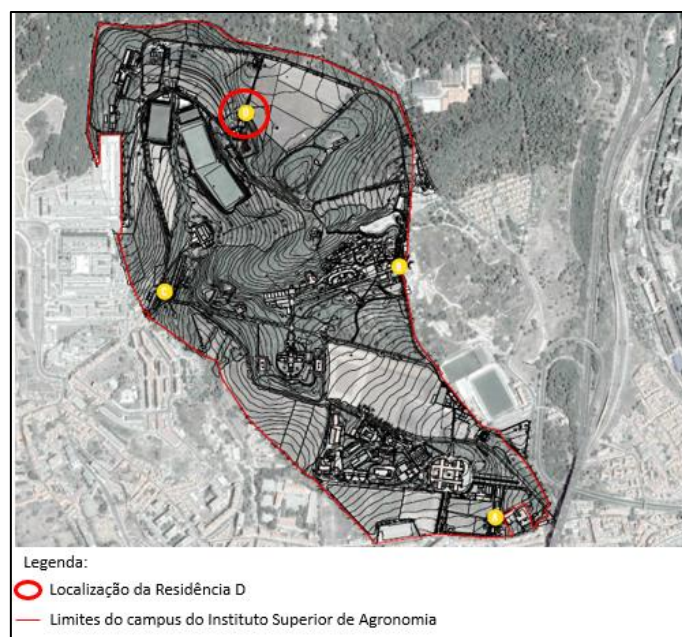 Legenda:
Localização da Residência D
Limites do campus do Instituto Superior de Agronomia